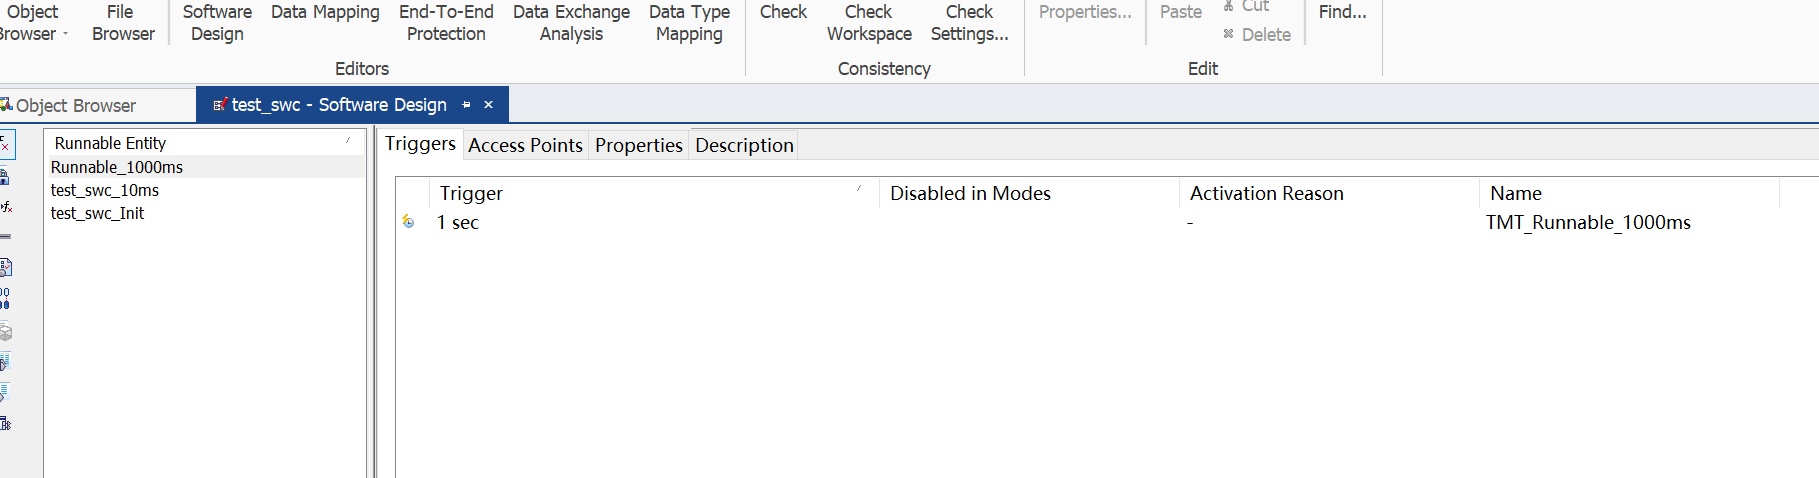 Object Browser
File Browser
Software Design
Data Mapping
End-To-End Protection
Data Exchange Analysis
Data Type Mapping
Check
Check Workspace
Check Settings...
Properties...
Paste
Cut
Delete
Find...
Editors
Consistency
Edit
Object Browser
test_swc - Software Design
Runnable Entity
Runnable_1000ms
test_swc_10ms
test_swc_Init
Triggers
Access Points
Properties
Description
Trigger
Disabled in Modes
Activation Reason
Name
1 sec
-
TMT_Runnable_1000ms